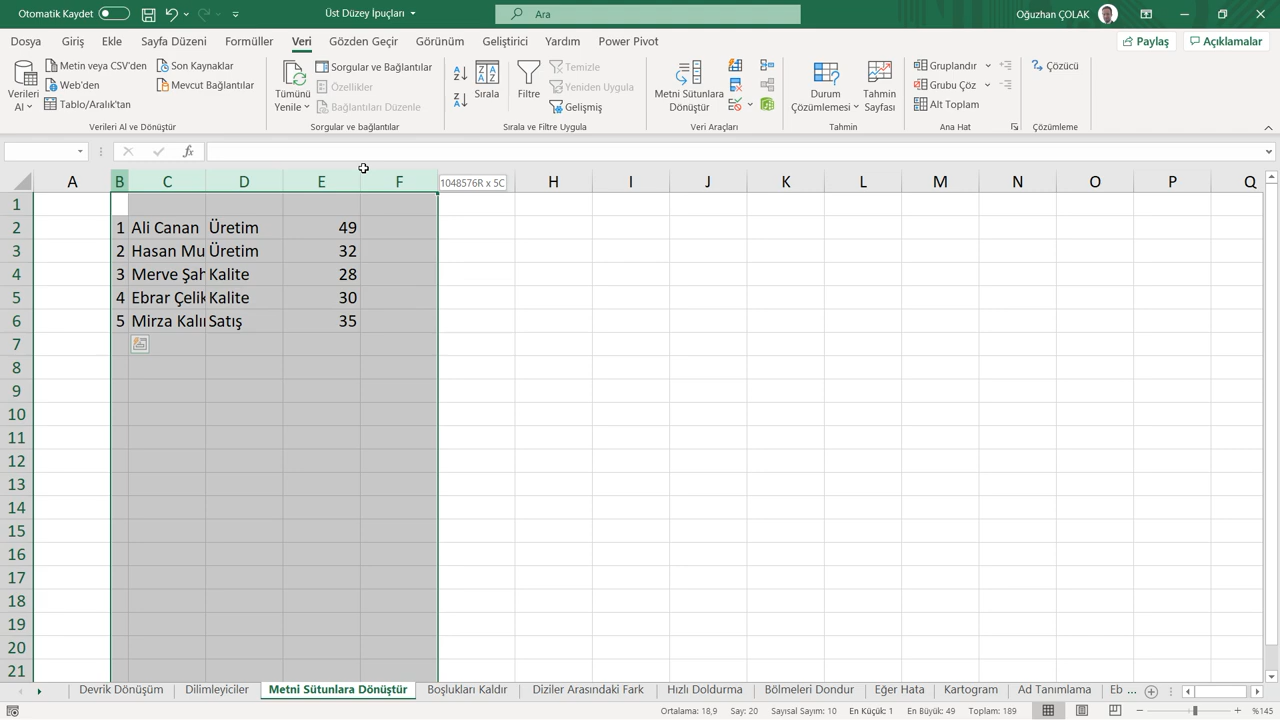 Otomatik Kaydet
Üst Düzey İpuçları
Ara
Oğuzhan ÇOLAK
Dosya Giriş Ekle Sayfa Düzeni Formüller Veri Gözden Geçir Görünüm Geliştirici Yardım Power Pivot Paylaş Açıklamalar
Verileri Al
Metin veya CSV'den
Web'den
Tablo/Aralık'tan
Son Kaynaklar
Mevcut Bağlantılar
Verileri Al ve Dönüştür
Tümünü Yenile
Sorgular ve Bağlantılar
Özellikler
Bağlantıları Düzenle
Sorgular ve bağlantılar
Sırala
Filtre
Temizle
Yeniden Uygula
Gelişmiş
Sırala ve Filtre Uygula
Metni Sütunlara
Dönüştür
Veri Araçları
Durum
Çözümlemesi
Tahmin
Sayfası
Tahmin
Gruplandır
Grubu Çöz
Alt Toplam
Ana Hat
Çözücü
Çözümleme
fx
A B C D E F 1048576R x 5C H I J K L M N O P Q
1
2 1 Ali Canan Üretim 49
3 2 Hasan Mu Üretim 32
4 3 Merve Şah Kalite 28
5 4 Ebrar Çelik Kalite 30
6 5 Mirza Kalı Satış 35
7
8
9
10
11
12
13
14
15
16
17
18
19
20
21
Devrik Dönüşüm Dilimleyiciler Metni Sütunlara Dönüştür Boşlukları Kaldır Diziler Arasındaki Fark Hızlı Doldurma Bölmeleri Dondur Eğer Hata Kartogram Ad Tanımlama Eb ...
Ortalama: 18,9 Say: 20 Sayısal Sayım: 10 En Küçük: 1 En Büyük: 49 Toplam: 189 %145